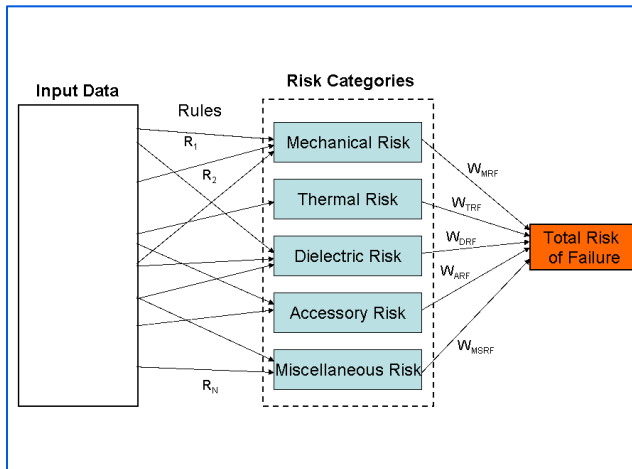 Input Data
Risk Categories
Rules
R1
R2
RN
Mechanical Risk
Thermal Risk
Dielectric Risk
Accessory Risk
Miscellaneous Risk
WMRF
WTRF
WDRF
WARF
WMSRF
Total Risk
of Failure